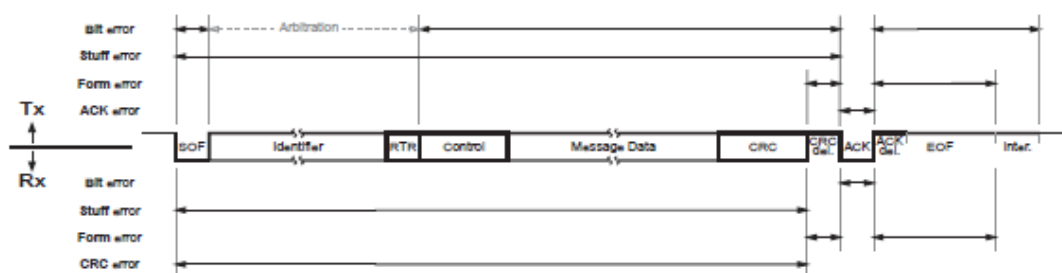 Bit error
Arbitration
Stuff error
Form error
Tx
ACK error
SOF
Identifier
RTR
Control
Message Data
CRC
CRC
del.
ACK
ACK
del.
EOF
Inter.
Rx
Bit error
Stuff error
Form error
CRC error